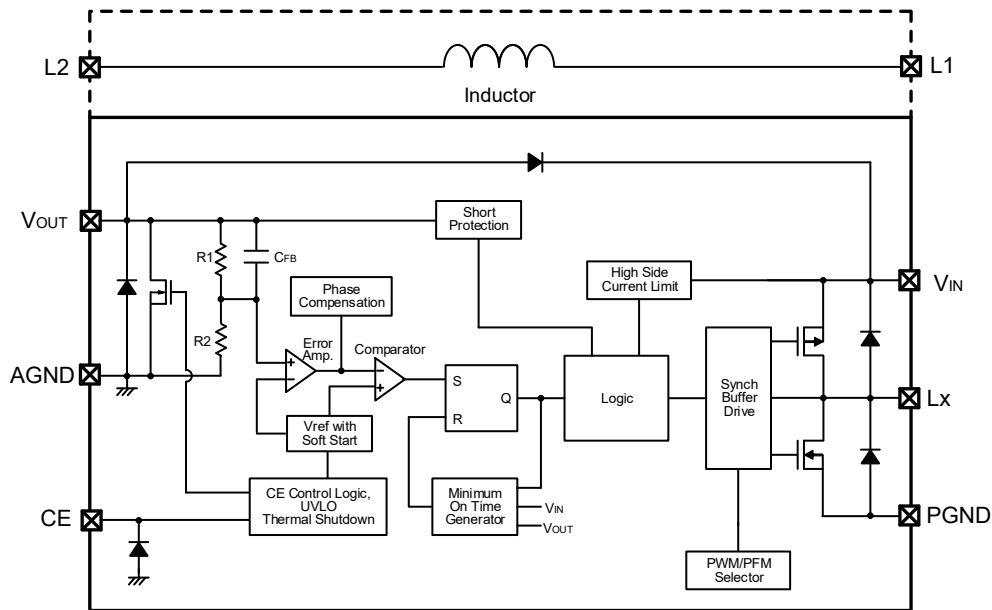 L2
L1
Inductor
VOUT
Short
Protection
R1
CFB
High Side
Current Limit
VIN
Phase
Compensation
R2
Error
Amp.
Comparator
+
−
−
+
AGND
S
Q
R
Logic
Synch
Buffer
Drive
Lx
Vref with
Soft Start
CE Control Logic,
UVLO
Thermal Shutdown
Minimum
On Time
Generator
VIN
VOUT
CE
PGND
PWM/PFM
Selector